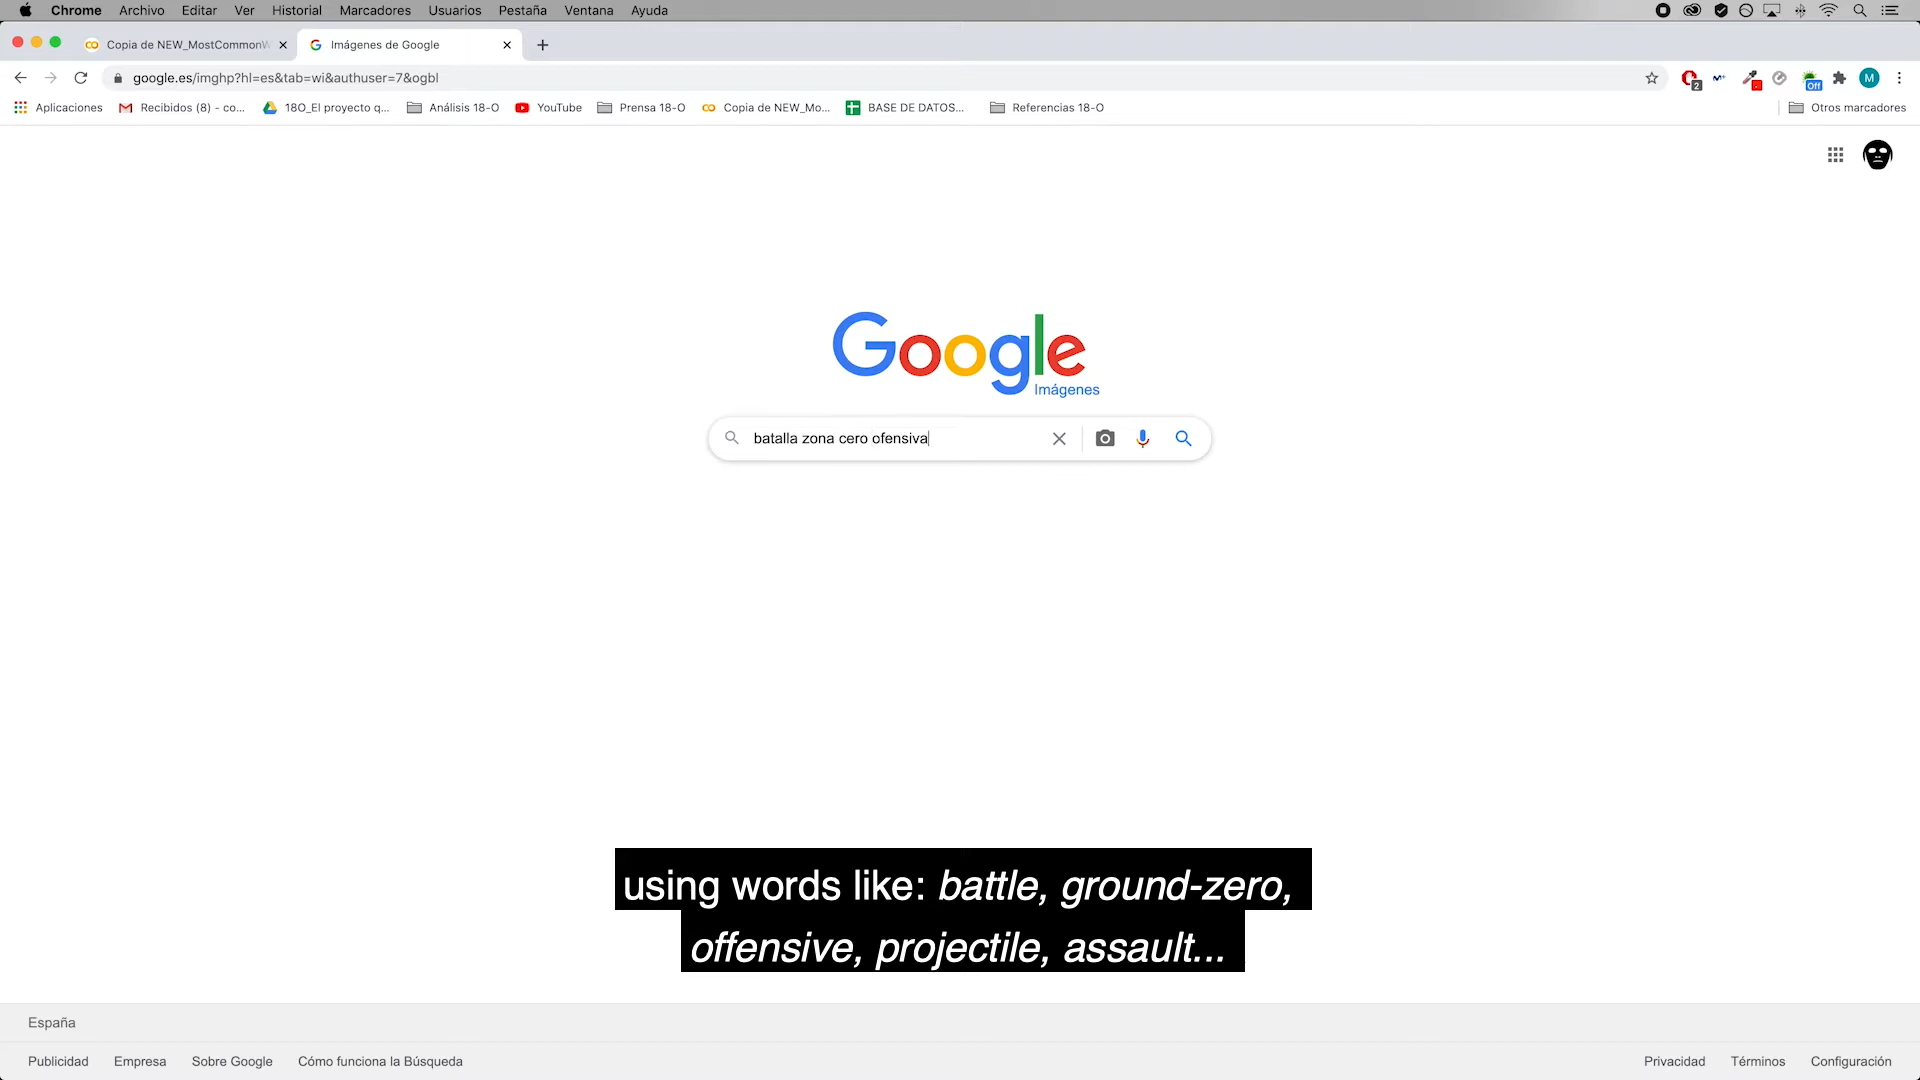 Chrome Archivo Editar Ver Historial Marcadores Usuarios Pestaña Ventana Ayuda
Copia de NEW_MostCommonW
Imágenes de Google
google.es/imghp?hl=es&tab=wi&authuser=7&ogbl
2
Off
M
Aplicaciones
Recibidos (8) - co...
18O_El proyecto q...
Análisis 18-O
YouTube
Prensa 18-O
Copia de NEW_Mo...
BASE DE DATOS...
Referencias 18-O
Otros marcadores
Google
Imágenes
batalla zona cero ofensiva
using words like: battle, ground-zero,
offensive, projectile, assault...
España
Publicidad Empresa Sobre Google Cómo funciona la Búsqueda
Privacidad Términos Configuración